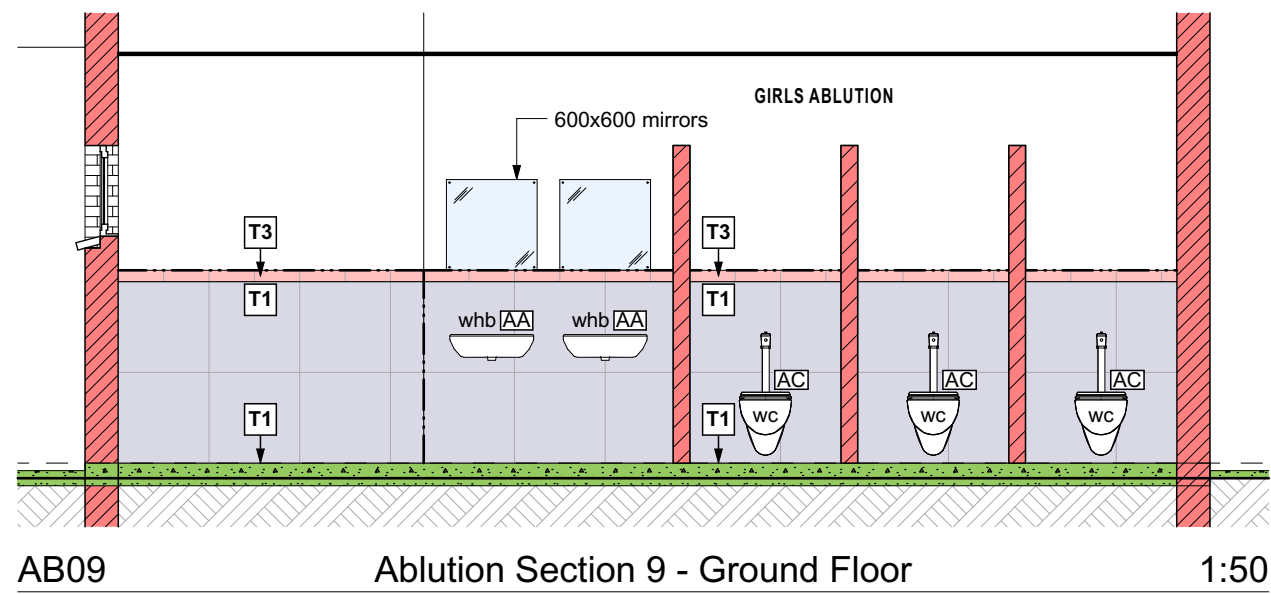 GIRLS ABLUTION
600x600 mirrors
T3 T3
T1 T1
whb AA whb AA
AC AC AC
T1 T1 WC WC WC
AB09 Ablution Section 9 - Ground Floor 1:50